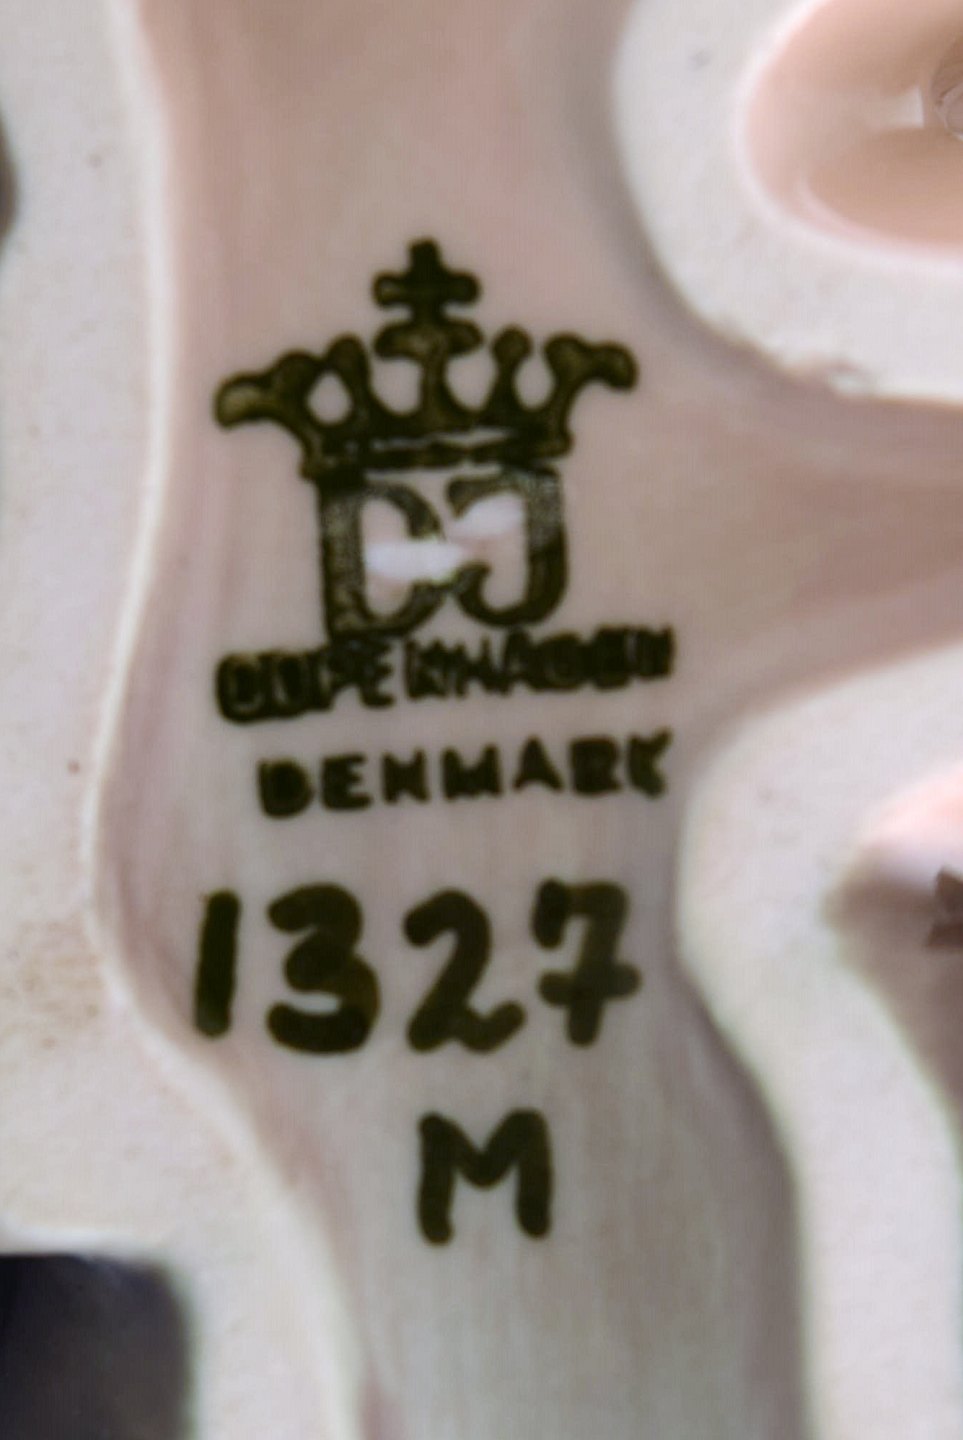 DJ
COPENHAGEN
DENMARK
1327
M